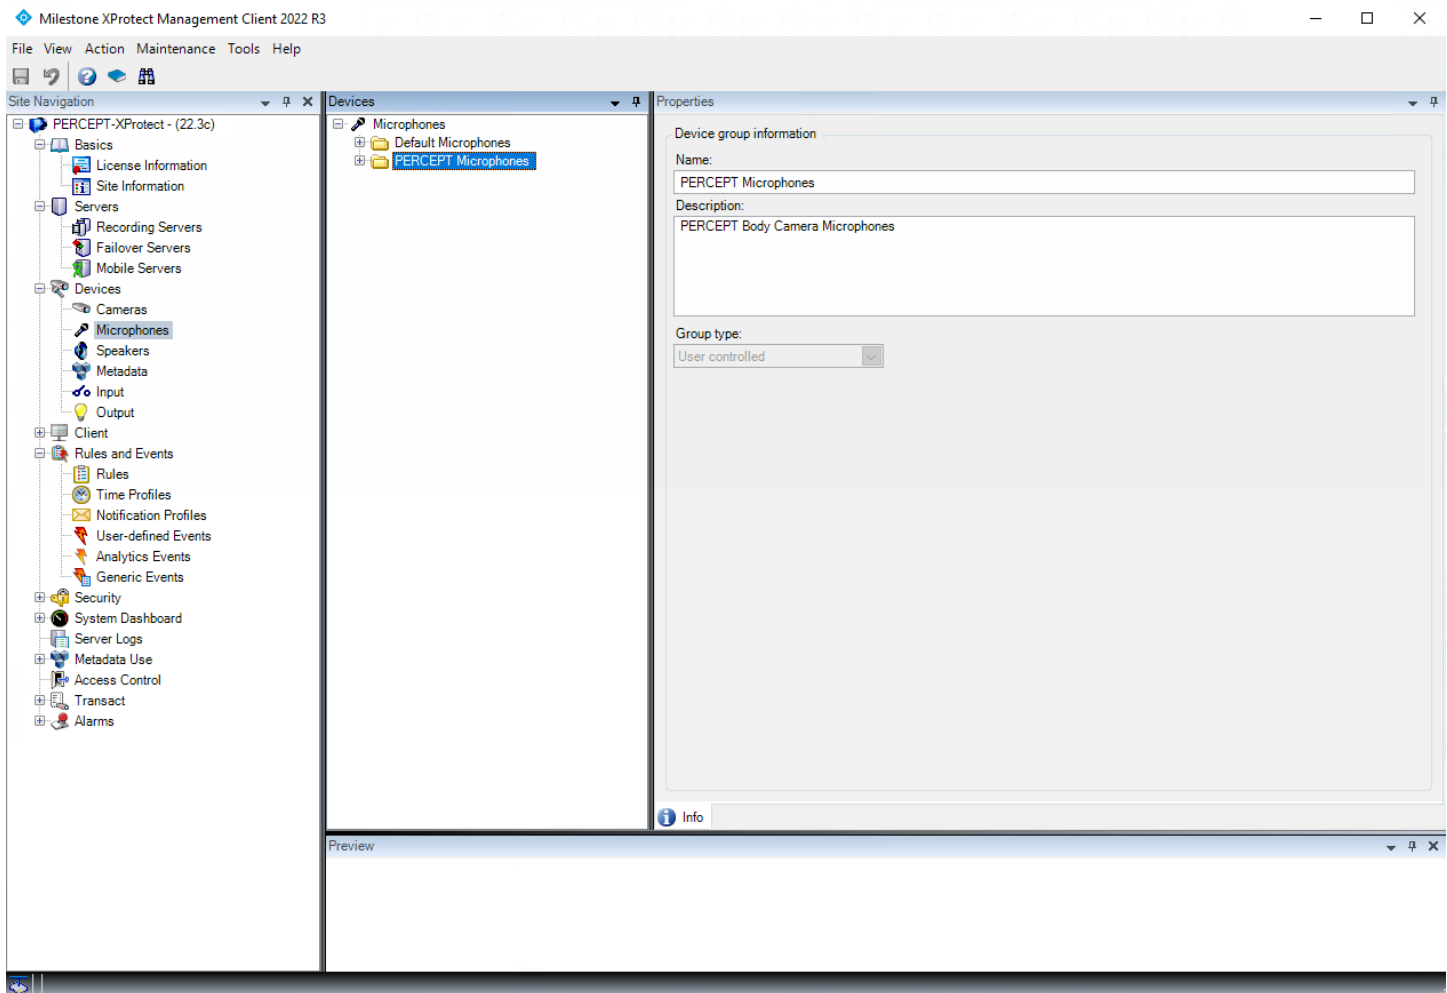 Milestone XProtect Management Client 2022 R3
File View Action Maintenance Tools Help
Site Navigation
PERCEPT-XProtect - (22.3c)
Basics
License Information
Site Information
Servers
Recording Servers
Failover Servers
Mobile Servers
Devices
Cameras
Microphones
Speakers
Metadata
Input
Output
Client
Rules and Events
Rules
Time Profiles
Notification Profiles
User-defined Events
Analytics Events
Generic Events
Security
System Dashboard
Server Logs
Metadata Use
Access Control
Transact
Alarms
Devices
Microphones
Default Microphones
PERCEPT Microphones
Properties
Device group information
Name:
PERCEPT Microphones
Description:
PERCEPT Body Camera Microphones
Group type:
User controlled
Info
Preview